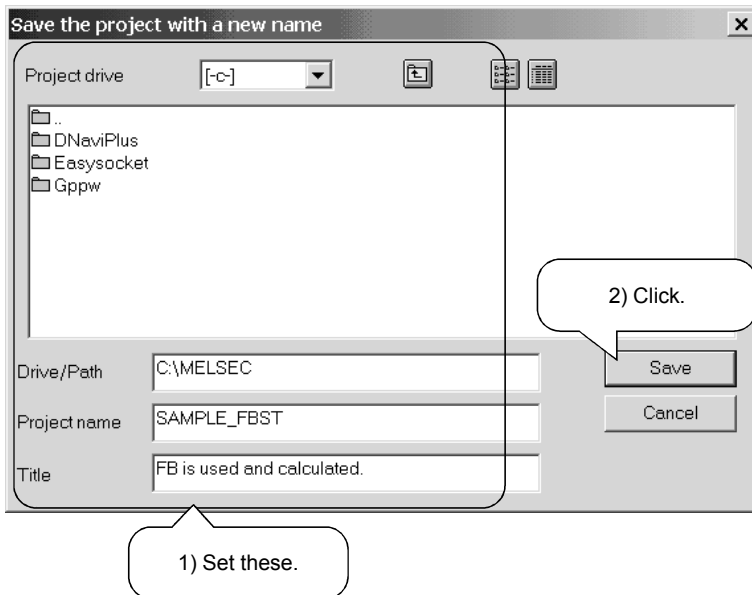 Save the project with a new name
Project drive [-c-]
..
DNaviPlus
Easysocket
Gppw
2) Click.
Drive/Path C:\MELSEC
Save
Project name SAMPLE_FBST
Cancel
Title FB is used and calculated.
1) Set these.